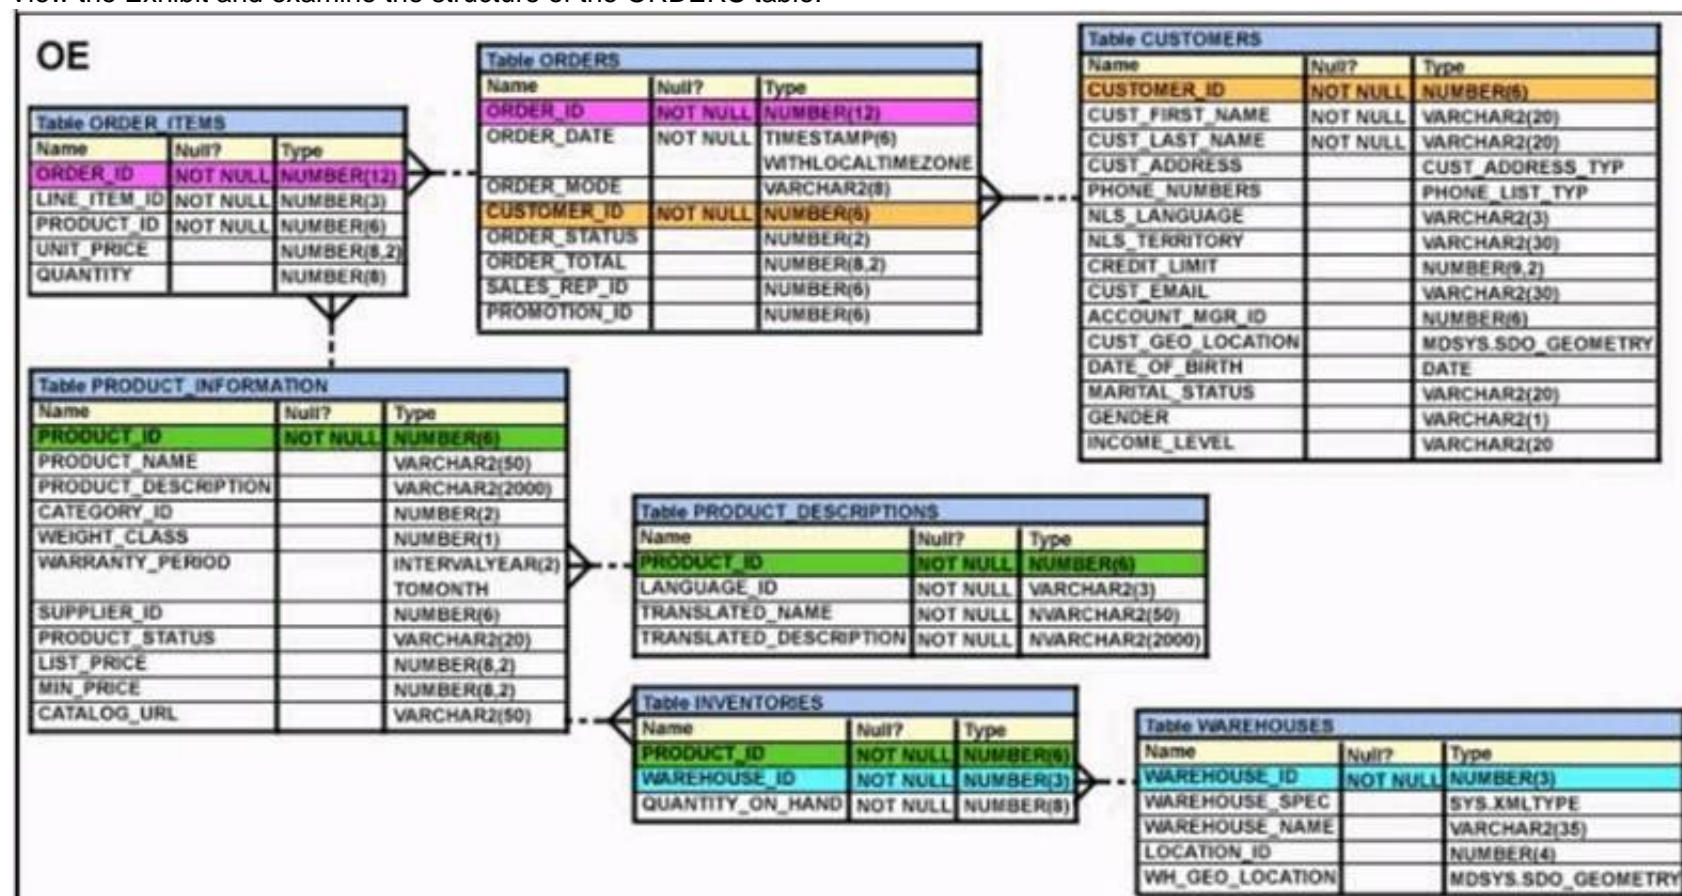 View the Exhibit and examine the structure of the ORDERS table.
OE
Table ORDER_ITEMS
Name Null? Type
ORDER_ID NOT NULL NUMBER(12)
LINE_ITEM_ID NOT NULL NUMBER(3)
PRODUCT_ID NOT NULL NUMBER(6)
UNIT_PRICE NUMBER(8,2)
QUANTITY NUMBER(8)
Table ORDERS
Name Null? Type
ORDER_ID NOT NULL NUMBER(12)
ORDER_DATE NOT NULL TIMESTAMP(6)
WITHLOCALTIMEZONE
ORDER_MODE VARCHAR2(8)
CUSTOMER_ID NOT NULL NUMBER(6)
ORDER_STATUS NUMBER(2)
ORDER_TOTAL NUMBER(8,2)
SALES_REP_ID NUMBER(6)
PROMOTION_ID NUMBER(6)
Table CUSTOMERS
Name Null? Type
CUSTOMER_ID NOT NULL NUMBER(6)
CUST_FIRST_NAME NOT NULL VARCHAR2(20)
CUST_LAST_NAME NOT NULL VARCHAR2(20)
CUST_ADDRESS CUST_ADDRESS_TYP
PHONE_NUMBERS PHONE_LIST_TYP
NLS_LANGUAGE VARCHAR2(3)
NLS_TERRITORY VARCHAR2(30)
CREDIT_LIMIT NUMBER(9,2)
CUST_EMAIL VARCHAR2(30)
ACCOUNT_MGR_ID NUMBER(6)
CUST_GEO_LOCATION MDSYS.SDO_GEOMETRY
DATE_OF_BIRTH DATE
MARITAL_STATUS VARCHAR2(20)
GENDER VARCHAR2(1)
INCOME_LEVEL VARCHAR2(20
Table PRODUCT_INFORMATION
Name Null? Type
PRODUCT_ID NOT NULL NUMBER(6)
PRODUCT_NAME VARCHAR2(50)
PRODUCT_DESCRIPTION VARCHAR2(2000)
CATEGORY_ID NUMBER(2)
WEIGHT_CLASS NUMBER(1)
WARRANTY_PERIOD INTERVALYEAR(2)
TOMONTH
SUPPLIER_ID NUMBER(6)
PRODUCT_STATUS VARCHAR2(20)
LIST_PRICE NUMBER(8,2)
MIN_PRICE NUMBER(8,2)
CATALOG_URL VARCHAR2(50)
Table PRODUCT_DESCRIPTIONS
Name Null? Type
PRODUCT_ID NOT NULL NUMBER(6)
LANGUAGE_ID NOT NULL VARCHAR2(3)
TRANSLATED_NAME NOT NULL NVARCHAR2(50)
TRANSLATED_DESCRIPTION NOT NULL NVARCHAR2(2000)
Table INVENTORIES
Name Null? Type
PRODUCT_ID NOT NULL NUMBER(6)
WAREHOUSE_ID NOT NULL NUMBER(3)
QUANTITY_ON_HAND NOT NULL NUMBER(8)
Table WAREHOUSES
Name Null? Type
WAREHOUSE_ID NOT NULL NUMBER(3)
WAREHOUSE_SPEC SYS.XMLTYPE
WAREHOUSE_NAME VARCHAR2(35)
LOCATION_ID NUMBER(4)
WH_GEO_LOCATION MDSYS.SDO_GEOMETRY